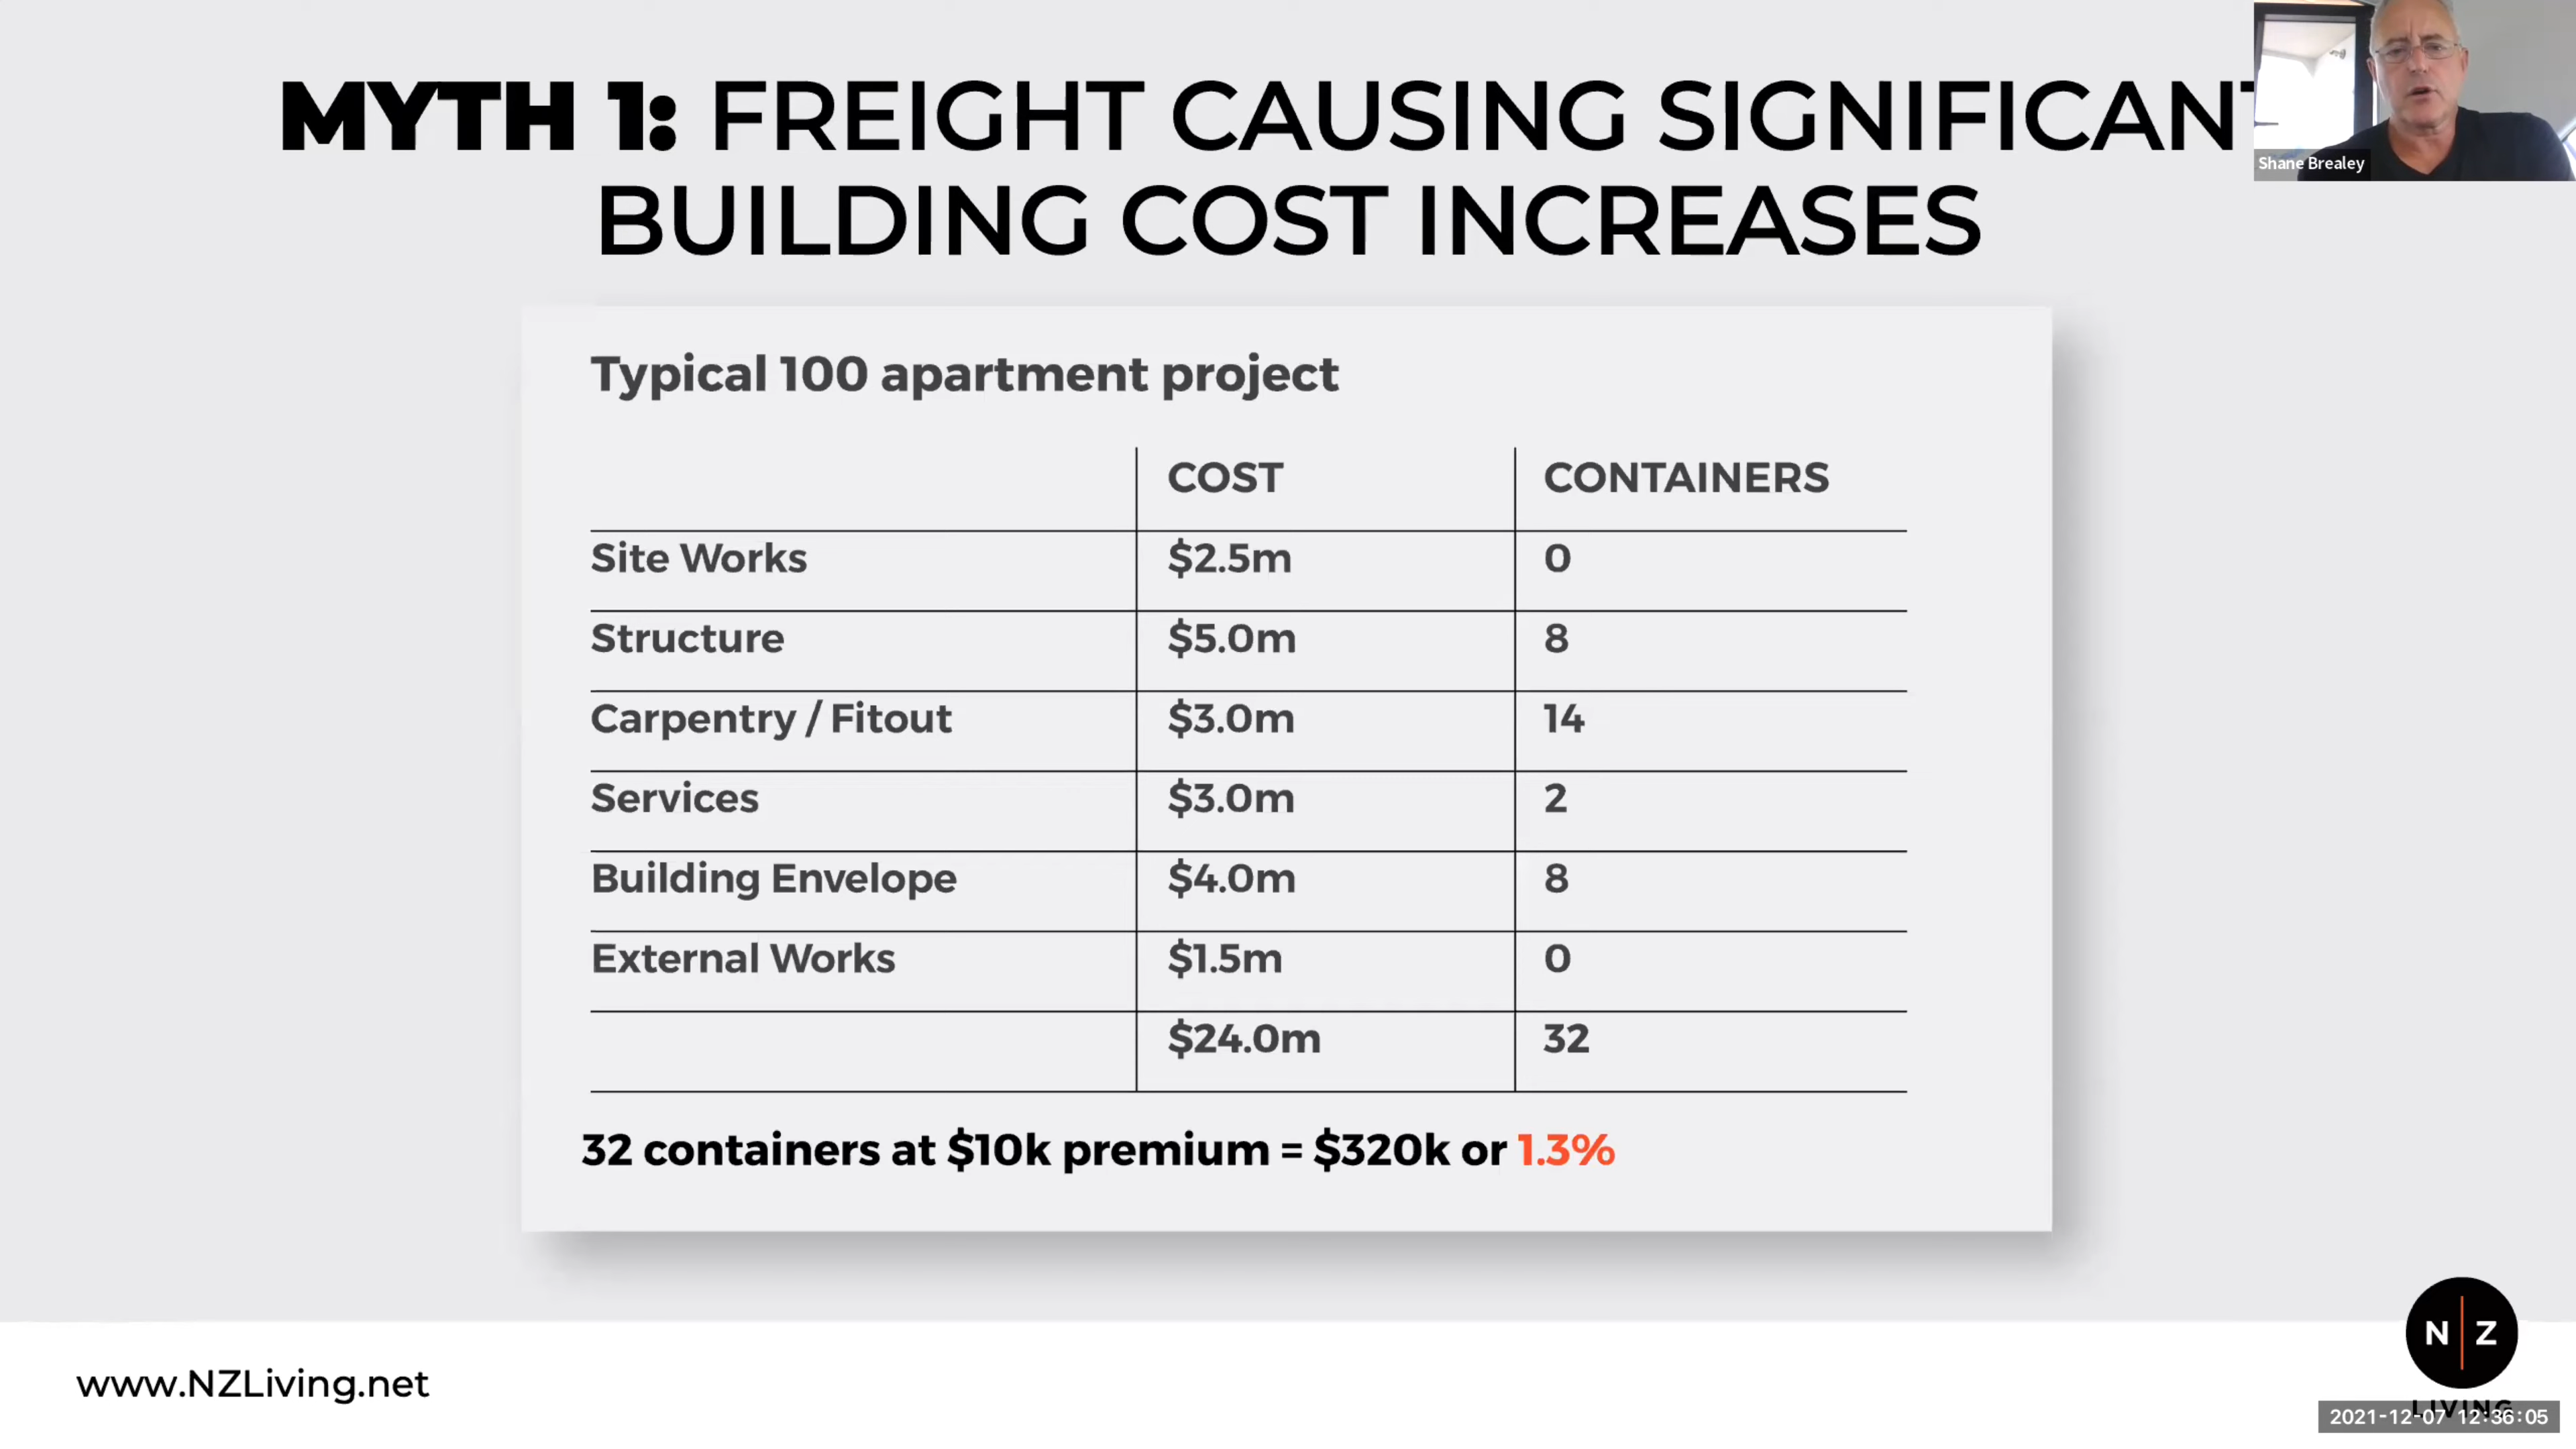 MYTH 1: FREIGHT CAUSING SIGNIFICANT
BUILDING COST INCREASES
Shane Brealey
Typical 100 apartment project
COST CONTAINERS
Site Works $2.5m 0
Structure $5.0m 8
Carpentry / Fitout $3.0m 14
Services $3.0m 2
Building Envelope $4.0m 8
External Works $1.5m 0
$24.0m 32
32 containers at $10k premium = $320k or 1.3%
www.NZLiving.net
N Z
LIVING
2021-12-07 12:36:05